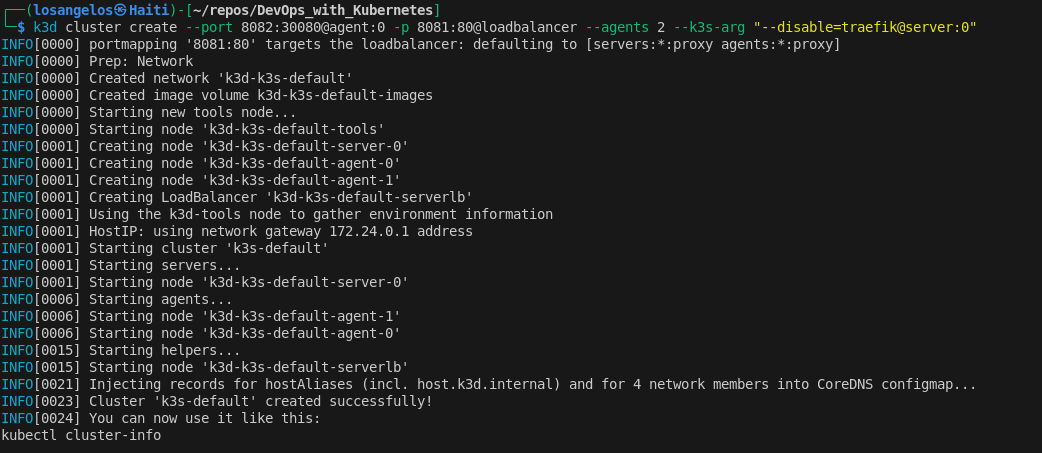 ┌──(losangelos㉿Haiti)-[~/repos/DevOps_with_Kubernetes]
└─$ k3d cluster create --port 8082:30080@agent:0 -p 8081:80@loadbalancer --agents 2 --k3s-arg "--disable=traefik@server:0"
INFO[0000] portmapping '8081:80' targets the loadbalancer: defaulting to [servers:*:proxy agents:*:proxy]
INFO[0000] Prep: Network
INFO[0000] Created network 'k3d-k3s-default'
INFO[0000] Created image volume k3d-k3s-default-images
INFO[0000] Starting new tools node...
INFO[0000] Starting node 'k3d-k3s-default-tools'
INFO[0001] Creating node 'k3d-k3s-default-server-0'
INFO[0001] Creating node 'k3d-k3s-default-agent-0'
INFO[0001] Creating node 'k3d-k3s-default-agent-1'
INFO[0001] Creating LoadBalancer 'k3d-k3s-default-serverlb'
INFO[0001] Using the k3d-tools node to gather environment information
INFO[0001] HostIP: using network gateway 172.24.0.1 address
INFO[0001] Starting cluster 'k3s-default'
INFO[0001] Starting servers...
INFO[0001] Starting node 'k3d-k3s-default-server-0'
INFO[0006] Starting agents...
INFO[0006] Starting node 'k3d-k3s-default-agent-1'
INFO[0006] Starting node 'k3d-k3s-default-agent-0'
INFO[0015] Starting helpers...
INFO[0015] Starting node 'k3d-k3s-default-serverlb'
INFO[0021] Injecting records for hostAliases (incl. host.k3d.internal) and for 4 network members into CoreDNS configmap...
INFO[0023] Cluster 'k3s-default' created successfully!
INFO[0024] You can now use it like this:
kubectl cluster-info